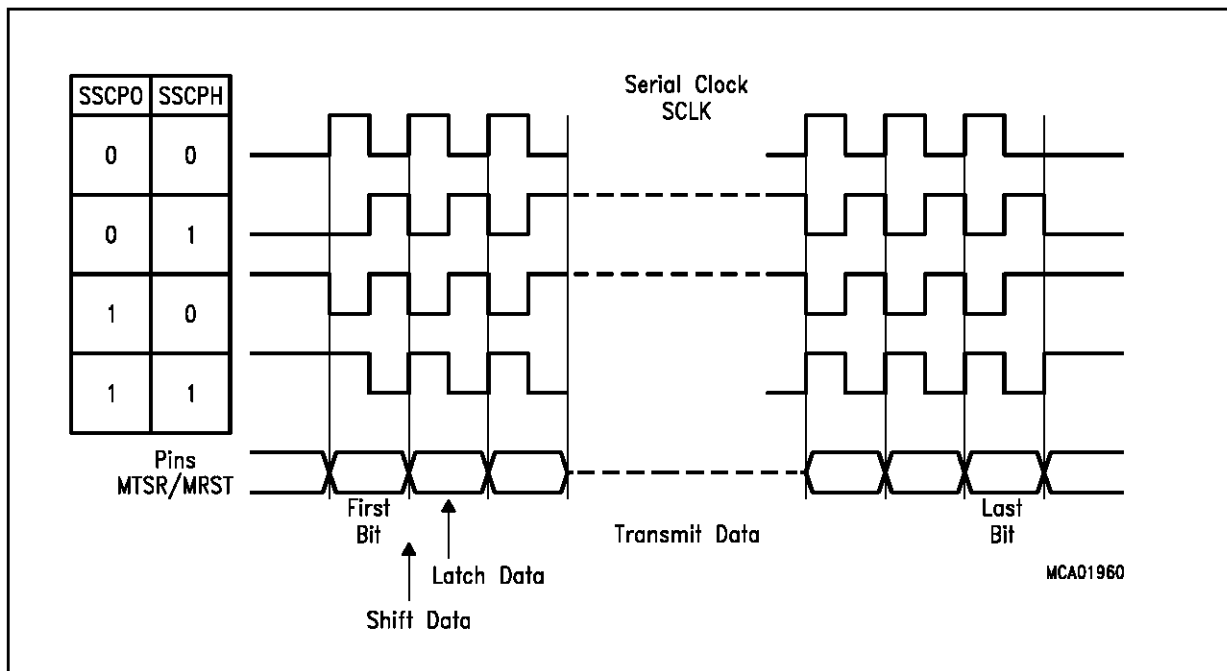 SSCPO SSCPH
Serial Clock
SCLK
0 0
0 1
1 0
1 1
Pins
MTSR/MRST
First
Bit
Last
Bit
Transmit Data
Latch Data
Shift Data
MCA01960